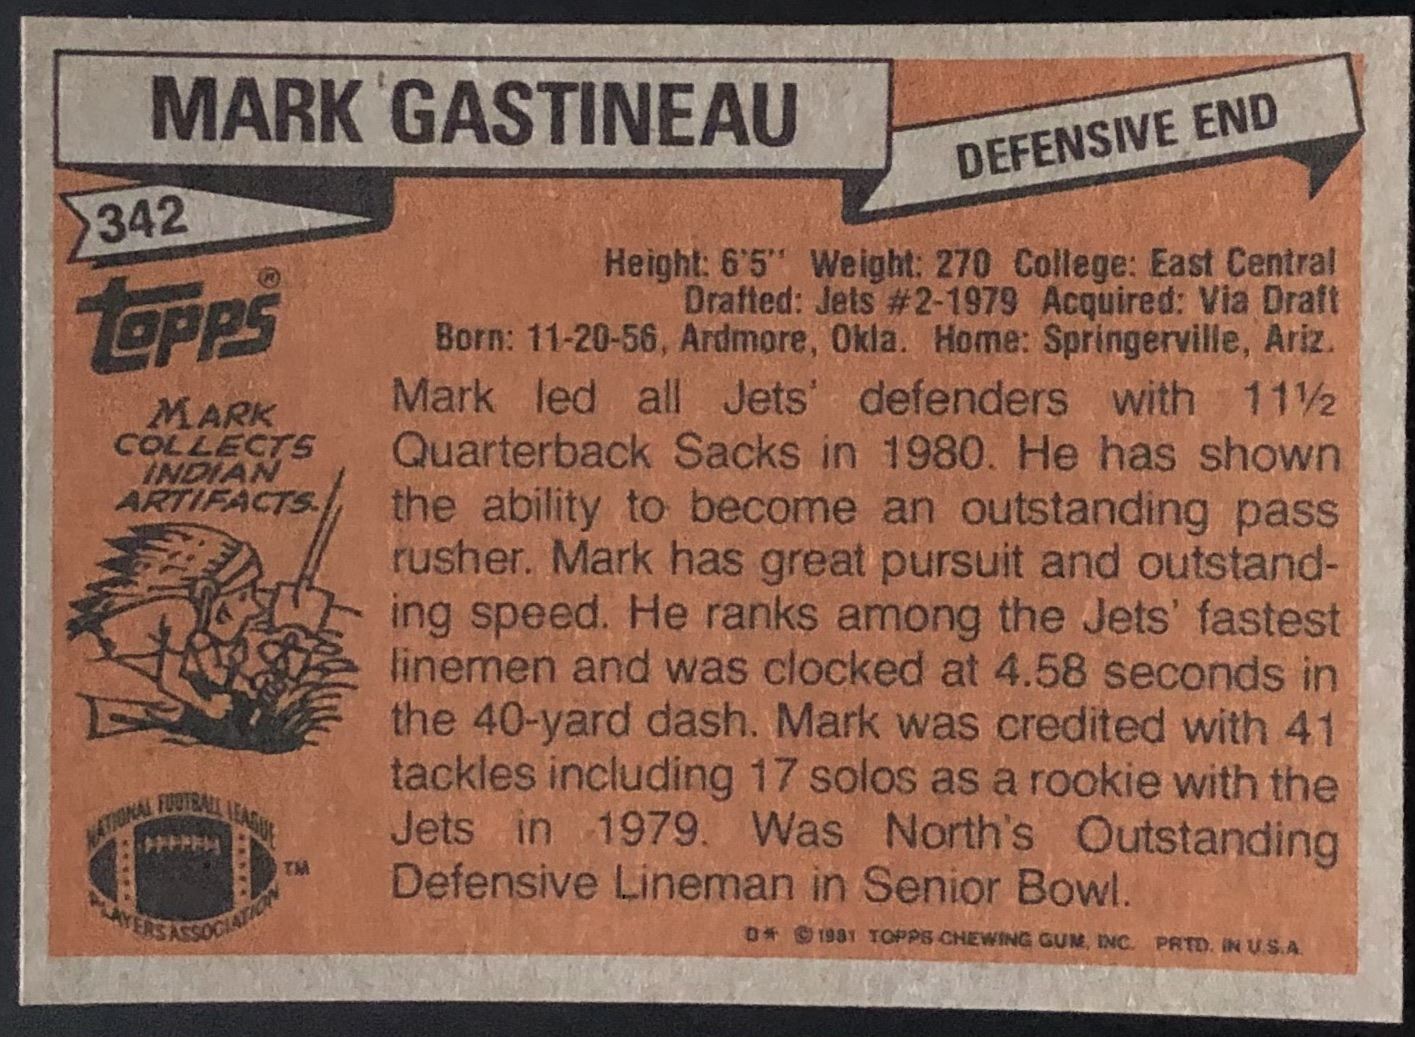 MARK GASTINEAU
DEFENSIVE END
342
TOPPS®
Height: 6'5" Weight: 270 College: East Central
Drafted: Jets #2-1979 Acquired: Via Draft
Born: 11-20-56, Ardmore, Okla. Home: Springerville, Ariz.
MARK
COLLECTS
INDIAN
ARTIFACTS.
Mark led all Jets' defenders with 11½
Quarterback Sacks in 1980. He has shown
the ability to become an outstanding pass
rusher. Mark has great pursuit and outstand-
ing speed. He ranks among the Jets' fastest
linemen and was clocked at 4.58 seconds in
the 40-yard dash. Mark was credited with 41
tackles including 17 solos as a rookie with the
Jets in 1979. Was North's Outstanding
Defensive Lineman in Senior Bowl.
NATIONAL FOOTBALL LEAGUE
PLAYERS ASSOCIATION
TM
D* © 1981 TOPPS CHEWING GUM, INC. PRTD. IN U.S.A.